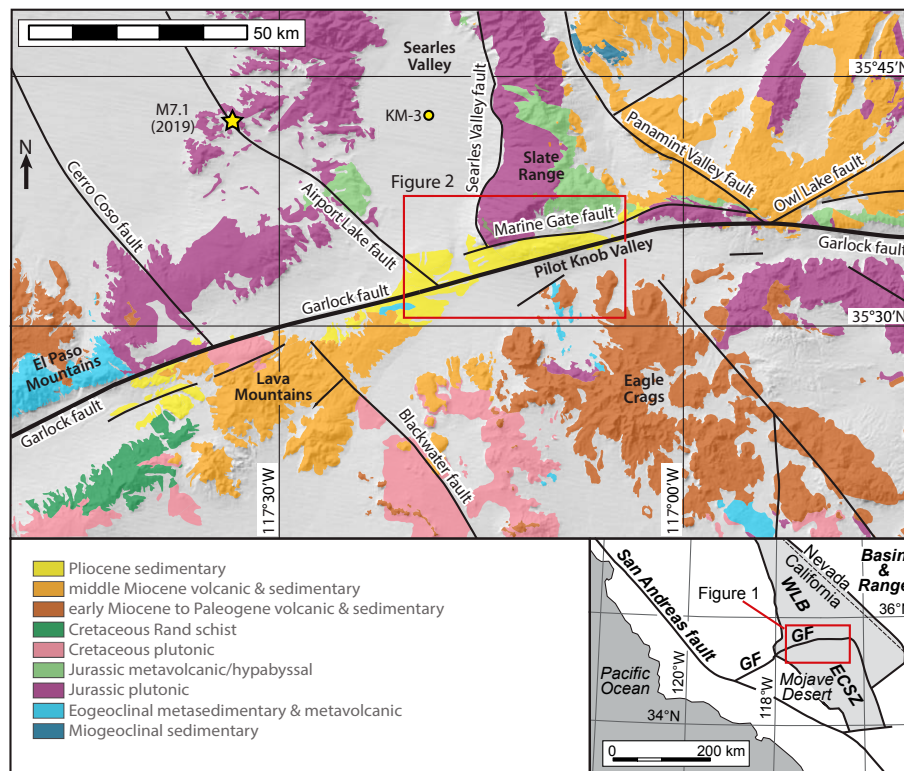 50 km
Searles
Valley
35°45'N
M7.1
(2019)
KM-3
N
Searles Valley fault
Slate
Range
Panamint Valley fault
Owl Lake fault
Figure 2
Cerro Coso fault
Airport Lake fault
Marine Gate fault
Pilot Knob Valley
Garlock fault
Garlock fault
35°30'N
El Paso
Mountains
Lava
Mountains
Eagle
Crags
Garlock fault
Blackwater fault
117°30'W
117°00'W
Pliocene sedimentary
middle Miocene volcanic & sedimentary
early Miocene to Paleogene volcanic & sedimentary
Cretaceous Rand schist
Cretaceous plutonic
Jurassic metavolcanic/hypabyssal
Jurassic plutonic
Eogeoclinal metasedimentary & metavolcanic
Miogeoclinal sedimentary
San Andreas fault
Nevada
California
Basin
&
Range
WLB
Figure 1
36°N
GF
GF
ECSZ
Pacific
Ocean
120°W
118°W
Mojave
Desert
34°N
0 200 km